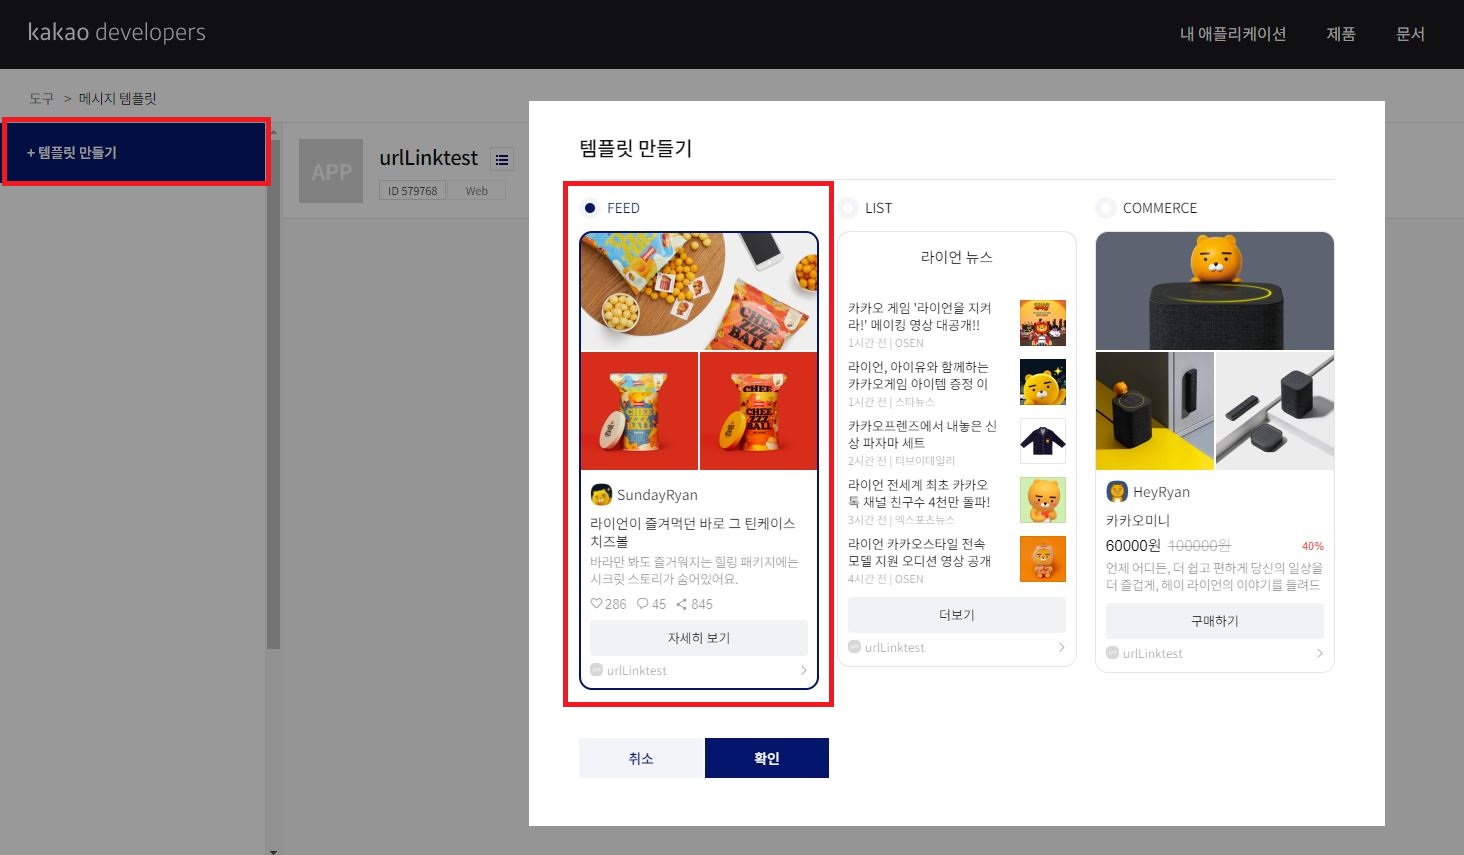 kakao developers
내 애플리케이션
제품
문서
도구 > 메시지 템플릿
+ 템플릿 만들기
APP
urlLinktest
ID 579768
Web
템플릿 만들기
FEED
CHEE
ZZZ
BALL
CHEE
ZZZ
BALL
CHEE
ZZZ
BALL
SundayRyan
라이언이 즐겨먹던 바로 그 틴케이스
치즈볼
바라만 봐도 즐거워지는 힐링 패키지에는
시크릿 스토리가 숨어있어요.
286 45 845
자세히 보기
urlLinktest
LIST
라이언 뉴스
카카오 게임 '라이언을 지켜
라!' 메이킹 영상 대공개!!
1시간 전 | OSEN
라이언, 아이유와 함께하는
카카오게임 아이템 증정 이
1시간 전 | 스타뉴스
카카오프렌즈에서 내놓은 신
상 파자마 세트
2시간 전 | 티브이데일리
라이언 전세계 최초 카카오
톡 채널 친구수 4천만 돌파!
3시간 전 | 엑스포츠뉴스
라이언 카카오스타일 전속
모델 지원 오디션 영상 공개
4시간 전 | OSEN
더보기
urlLinktest
COMMERCE
HeyRyan
카카오미니
60000원 100000원 40%
언제 어디든, 더 쉽고 편하게 당신의 일상을
더 즐겁게, 헤이 라이언의 이야기를 들려드
구매하기
urlLinktest
취소
확인